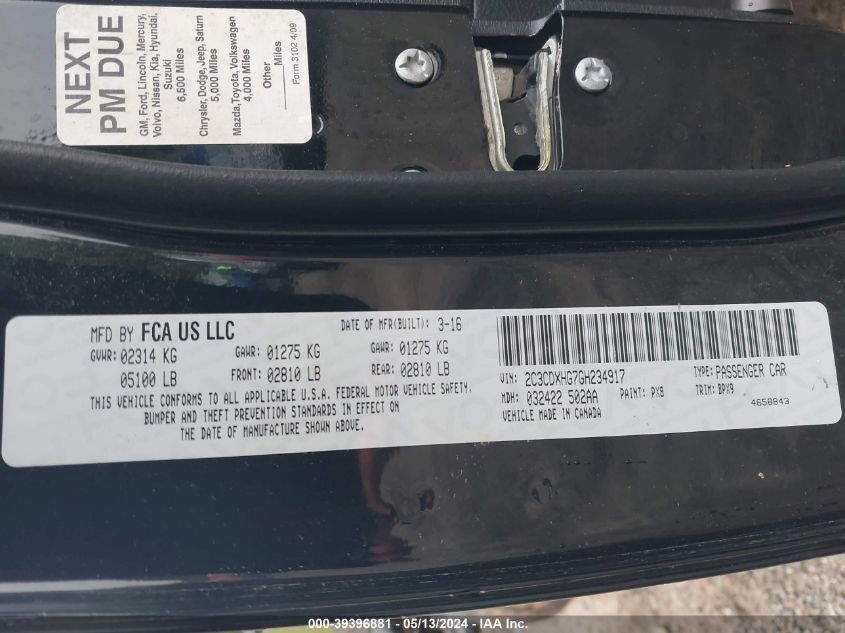 NEXT
PM DUE
GM, Ford, Lincoln, Mercury,
Volvo, Nissan, Kia, Hyundai,
Suzuki
6,500 Miles
Chrysler, Dodge, Jeep, Saturn
5,000 Miles
Mazda,Toyota, Volkswagen
4,000 Miles
Other
____Miles
Form 3102 4/09
MFD BY FCA US LLC
DATE OF MFR(BUILT): 3-16
GVWR: 02314 KG GAWR: 01275 KG GAWR: 01275 KG
05100 LB FRONT: 02810 LB REAR: 02810 LB
THIS VEHICLE CONFORMS TO ALL APPLICABLE U.S.A. FEDERAL MOTOR VEHICLE SAFETY,
BUMPER AND THEFT PREVENTION STANDARDS IN EFFECT ON
THE DATE OF MANUFACTURE SHOWN ABOVE.
VIN: 2C3CDXHG7GH234917 TYPE: PASSENGER CAR
MDH: 032422 502AA PAINT: PX8 TRIM: BPX9
VEHICLE MADE IN CANADA 4658843
000-39396881 - 05/13/2024 - IAA Inc.